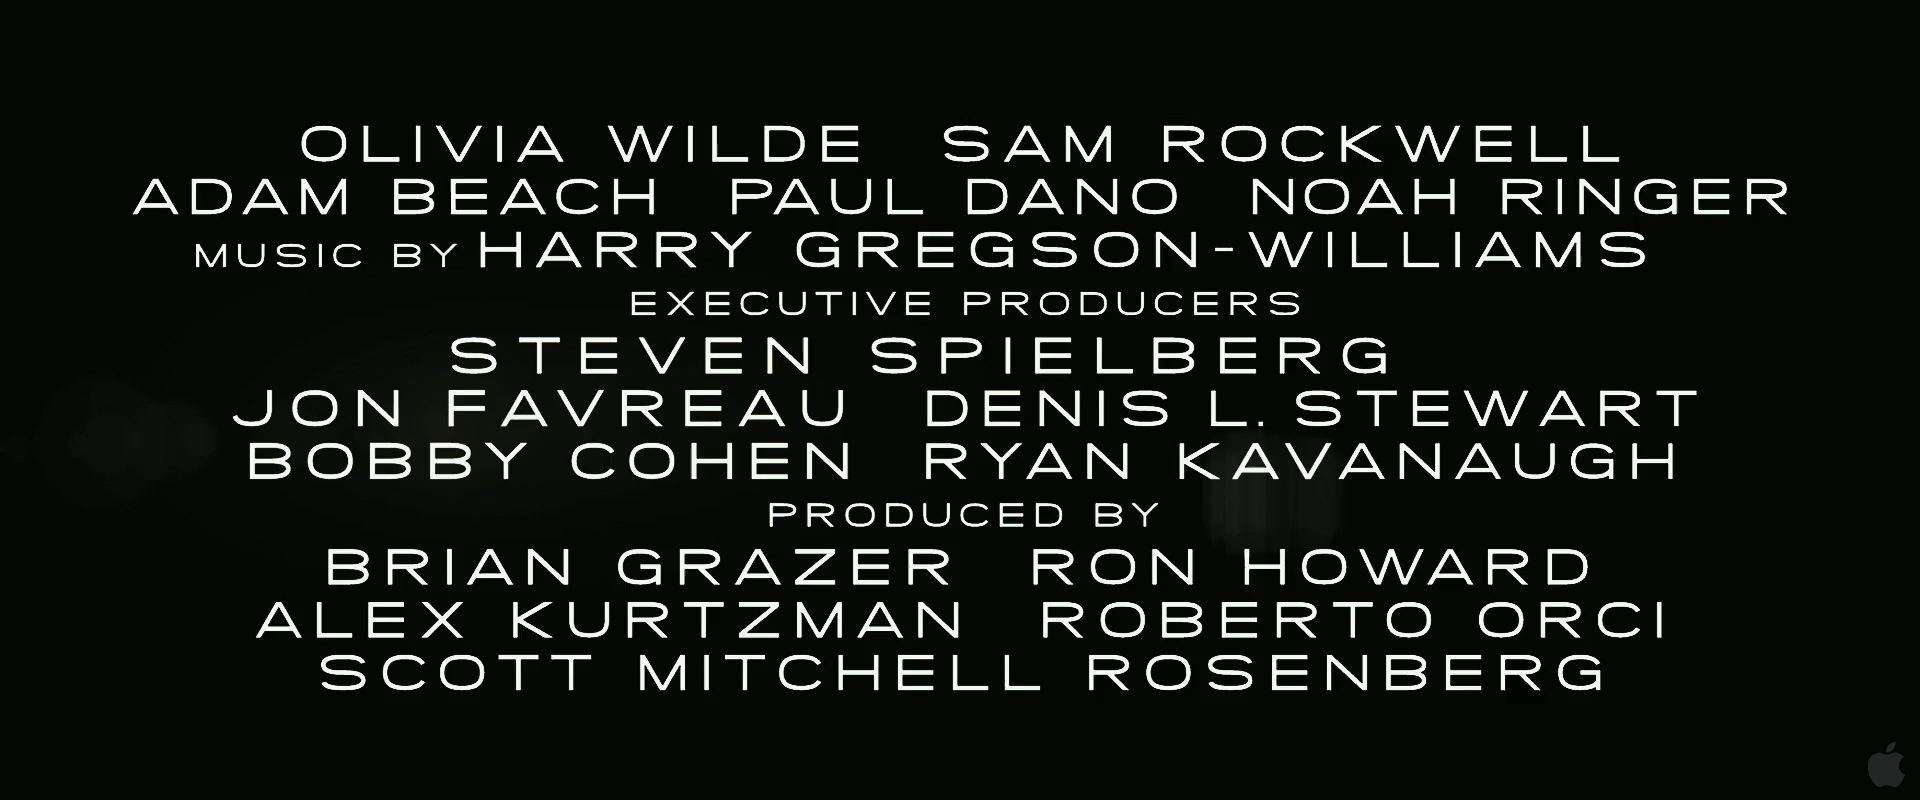 OLIVIA WILDE SAM ROCKWELL
ADAM BEACH PAUL DANO NOAH RINGER
MUSIC BY HARRY GREGSON-WILLIAMS
EXECUTIVE PRODUCERS
STEVEN SPIELBERG
JON FAVREAU DENIS L. STEWART
BOBBY COHEN RYAN KAVANAUGH
PRODUCED BY
BRIAN GRAZER RON HOWARD
ALEX KURTZMAN ROBERTO ORCI
SCOTT MITCHELL ROSENBERG